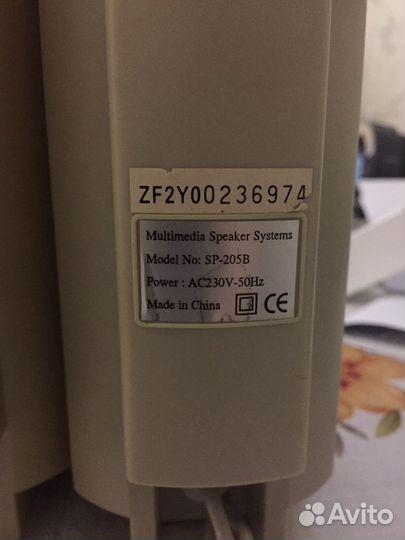 ZF2Y00236974
Multimedia Speaker Systems
Model No: SP-205B
Power : AC230V-50Hz
Made in China CE
Avito